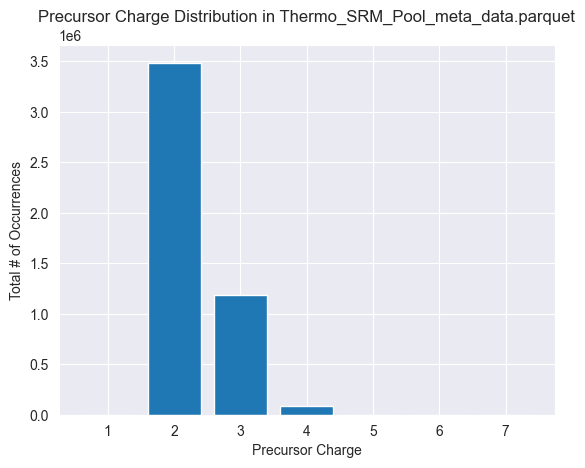 Precursor Charge Distribution in Thermo_SRM_Pool_meta_data.parquet
1e6
3.5
3.0
2.5
2.0
1.5
1.0
0.5
0.0
Total # of Occurrences
1 2 3 4 5 6 7
Precursor Charge